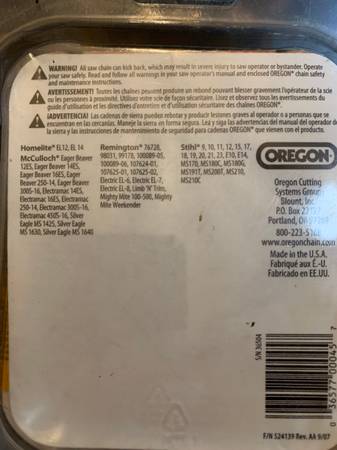 WARNING! All saw chain can kick back, which may result in severe injury to saw operator or bystander. Operate
your saw safely. Read and follow all warnings in your saw operator's manual and enclosed OREGON® chain safety
and maintenance instructions.
AVERTISSEMENT! Toutes les chaînes peuvent produire un rebond pouvant blesser gravement l'opérateur de la scie
ou les personnes à proximité. Utilisez votre scie de façon sécuritaire. Lisez et observez tous les avertissements du
guide d'utilisation et les directives d'entretien et d'utilisation sécuritaire des chaînes OREGON®.
¡ADVERTENCIA! Las cadenas de sierra pueden rebotar y producir lesiones graves al operador o a personas que se
encuentran en las cercanías. Maneje la sierra en forma segura. Lea y siga las advertencias del manual del operador de
la sierra y las instrucciones de mantenimiento de seguridad para cadenas OREGON® que vienen con el producto.
Homelite® EL12, EL 14
McCulloch® Eager Beaver
12ES, Eager Beaver 14ES,
Eager Beaver 16ES, Eager
Beaver 250-14, Eager Beaver
300S-16, Electramac 14ES,
Electramac 16ES, Electramac
250-14, Electramac 300S-16,
Electramac 450S-16, Silver
Eagle MS 1425, Silver Eagle
MS 1630, Silver Eagle MS 1640
Remington® 76728,
98031, 99178, 100089-05,
100089-06, 107624-01,
107625-01, 107625-02,
Electric EL-6, Electric EL-7,
Electric EL-8, Limb 'N' Trim,
Mighty Mite 100-500, Mighty
Mite Weekender
Stihl® 9, 10, 11, 12, 15, 17,
18, 19, 20, 21, 23, E10, E14,
MS170, MS180C, MS190T,
MS191T, MS200T, MS210,
MS210C
OREGON
Oregon Cutting
Systems Group
Blount, Inc.
P.O. Box
Portland, OR
800-223-
www.oregonchain.com
Made in the U.S.A.
Fabriqué aux É.-U.
Fabricado en EE.UU.
S/N 36504
0 36577 00045 7
F/N 524139 Rev. AA 9/07